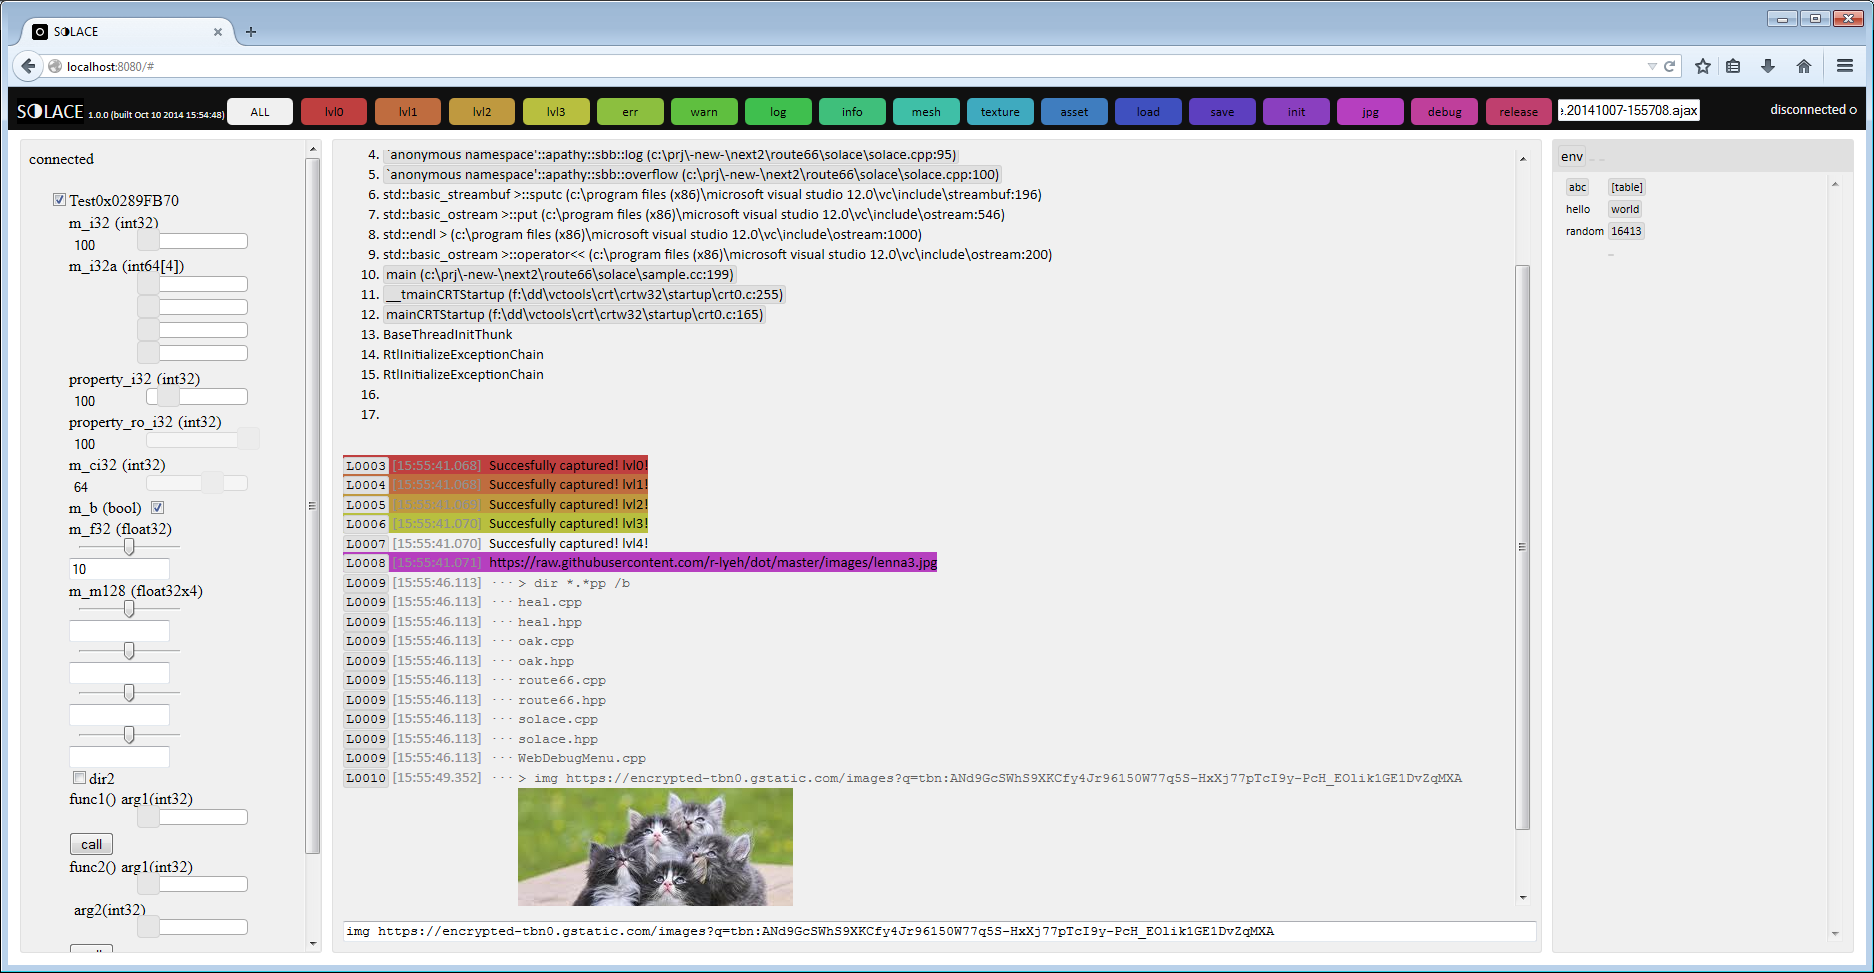 SOLACE
localhost:8080/#
SOLACE 1.0.0 (built Oct 10 2014 15:54:48) ALL lvl0 lvl1 lvl2 lvl3 err warn log info mesh texture asset load save init jpg debug release .20141007-155708.ajax disconnected o
connected
Test0x0289FB70
m_i32 (int32)
100
m_i32a (int64[4])
property_i32 (int32)
100
property_ro_i32 (int32)
100
m_ci32 (int32)
64
m_b (bool)
m_f32 (float32)
10
m_m128 (float32x4)
dir2
func1() arg1(int32)
call
func2() arg1(int32)
arg2(int32)
4. `anonymous namespace'::apathy::sbb::log (c:\prj\-new-\next2\route66\solace\solace.cpp:95)
5. `anonymous namespace'::apathy::sbb::overflow (c:\prj\-new-\next2\route66\solace\solace.cpp:100)
6. std::basic_streambuf >::sputc (c:\program files (x86)\microsoft visual studio 12.0\vc\include\streambuf:196)
7. std::basic_ostream >::put (c:\program files (x86)\microsoft visual studio 12.0\vc\include\ostream:546)
8. std::endl > (c:\program files (x86)\microsoft visual studio 12.0\vc\include\ostream:1000)
9. std::basic_ostream >::operator<< (c:\program files (x86)\microsoft visual studio 12.0\vc\include\ostream:200)
10. main (c:\prj\-new-\next2\route66\solace\sample.cc:199)
11. __tmainCRTStartup (f:\dd\vctools\crt\crtw32\startup\crt0.c:255)
12. mainCRTStartup (f:\dd\vctools\crt\crtw32\startup\crt0.c:165)
13. BaseThreadInitThunk
14. RtlInitializeExceptionChain
15. RtlInitializeExceptionChain
16.
17.
L0003 [15:55:41.068] Succesfully captured! lvl0!
L0004 [15:55:41.068] Succesfully captured! lvl1!
L0005 [15:55:41.069] Succesfully captured! lvl2!
L0006 [15:55:41.070] Succesfully captured! lvl3!
L0007 [15:55:41.070] Succesfully captured! lvl4!
L0008 [15:55:41.071] https://raw.githubusercontent.com/r-lyeh/dot/master/images/lenna3.jpg
L0009 [15:55:46.113] ··· > dir *.*pp /b
L0009 [15:55:46.113] ··· heal.cpp
L0009 [15:55:46.113] ··· heal.hpp
L0009 [15:55:46.113] ··· oak.cpp
L0009 [15:55:46.113] ··· oak.hpp
L0009 [15:55:46.113] ··· route66.cpp
L0009 [15:55:46.113] ··· route66.hpp
L0009 [15:55:46.113] ··· solace.cpp
L0009 [15:55:46.113] ··· solace.hpp
L0009 [15:55:46.113] ··· WebDebugMenu.cpp
L0010 [15:55:49.352] ··· > img https://encrypted-tbn0.gstatic.com/images?q=tbn:ANd9GcSWhS9XKCfy4Jr96150W77q5S-HxXj77pTcI9y-PcH_EOlik1GE1DvZqMXA
img https://encrypted-tbn0.gstatic.com/images?q=tbn:ANd9GcSWhS9XKCfy4Jr96150W77q5S-HxXj77pTcI9y-PcH_EOlik1GE1DvZqMXA
env
abc [table]
hello world
random 16413